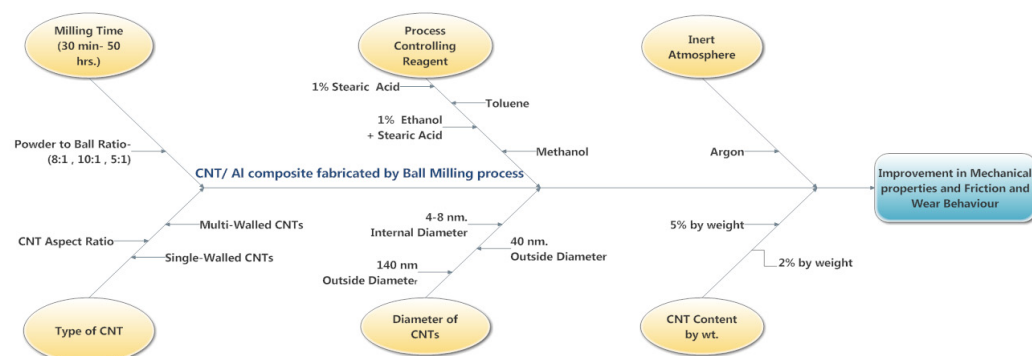 Milling Time
(30 min- 50
hrs.)
Process
Controlling
Reagent
Inert
Atmosphere
1% Stearic Acid
Toluene
1% Ethanol
+ Stearic Acid
Methanol
Powder to Ball Ratio-
(8:1 , 10:1 , 5:1)
Argon
CNT/ Al composite fabricated by Ball Milling process
Improvement in Mechanical
properties and Friction and
Wear Behaviour
Multi-Walled CNTs
CNT Aspect Ratio
Single-Walled CNTs
4-8 nm.
Internal Diameter
40 nm.
Outside Diameter
140 nm
Outside Diameter
5% by weight
2% by weight
Type of CNT
Diameter of
CNTs
CNT Content
by wt.